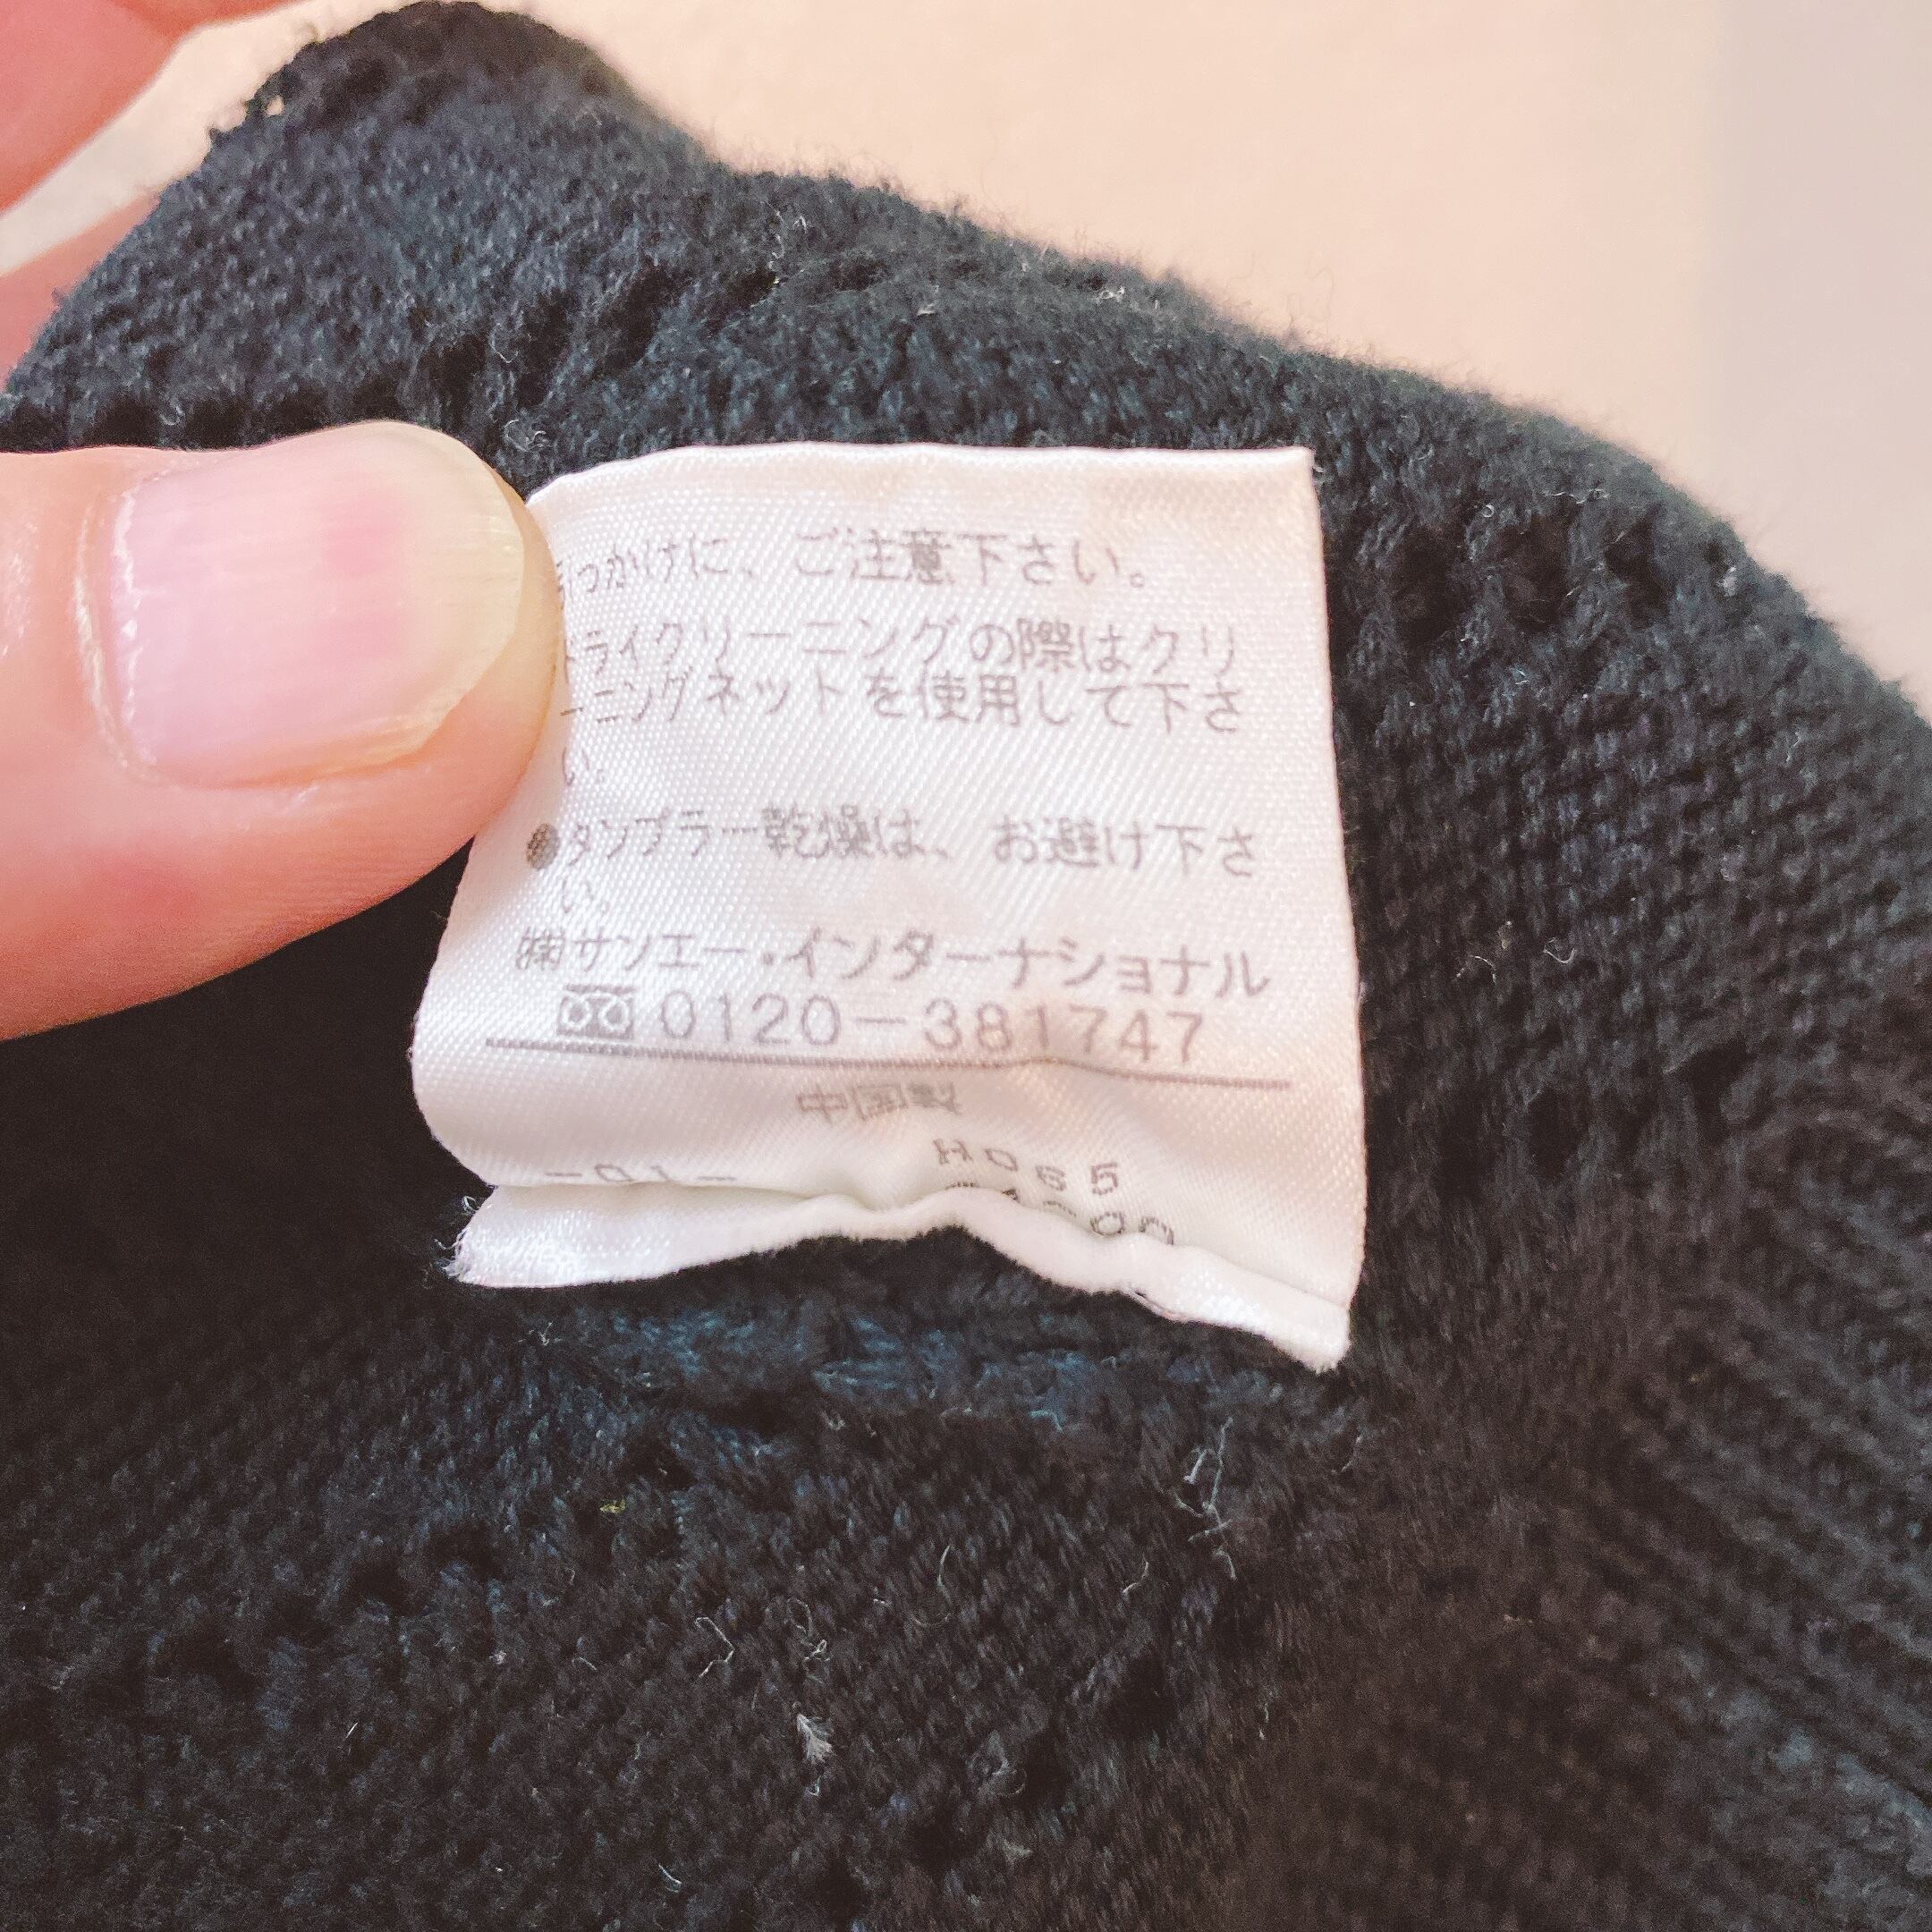 っかけに、ご注意下さい。
ドライクリーニングの際はクリ
ーニングネットを使用して下さ
い。
●タンブラー乾燥は、お避け下さ
い。
㈱サンエー・インターナショナル
0120-381747
中国製
-01- H065